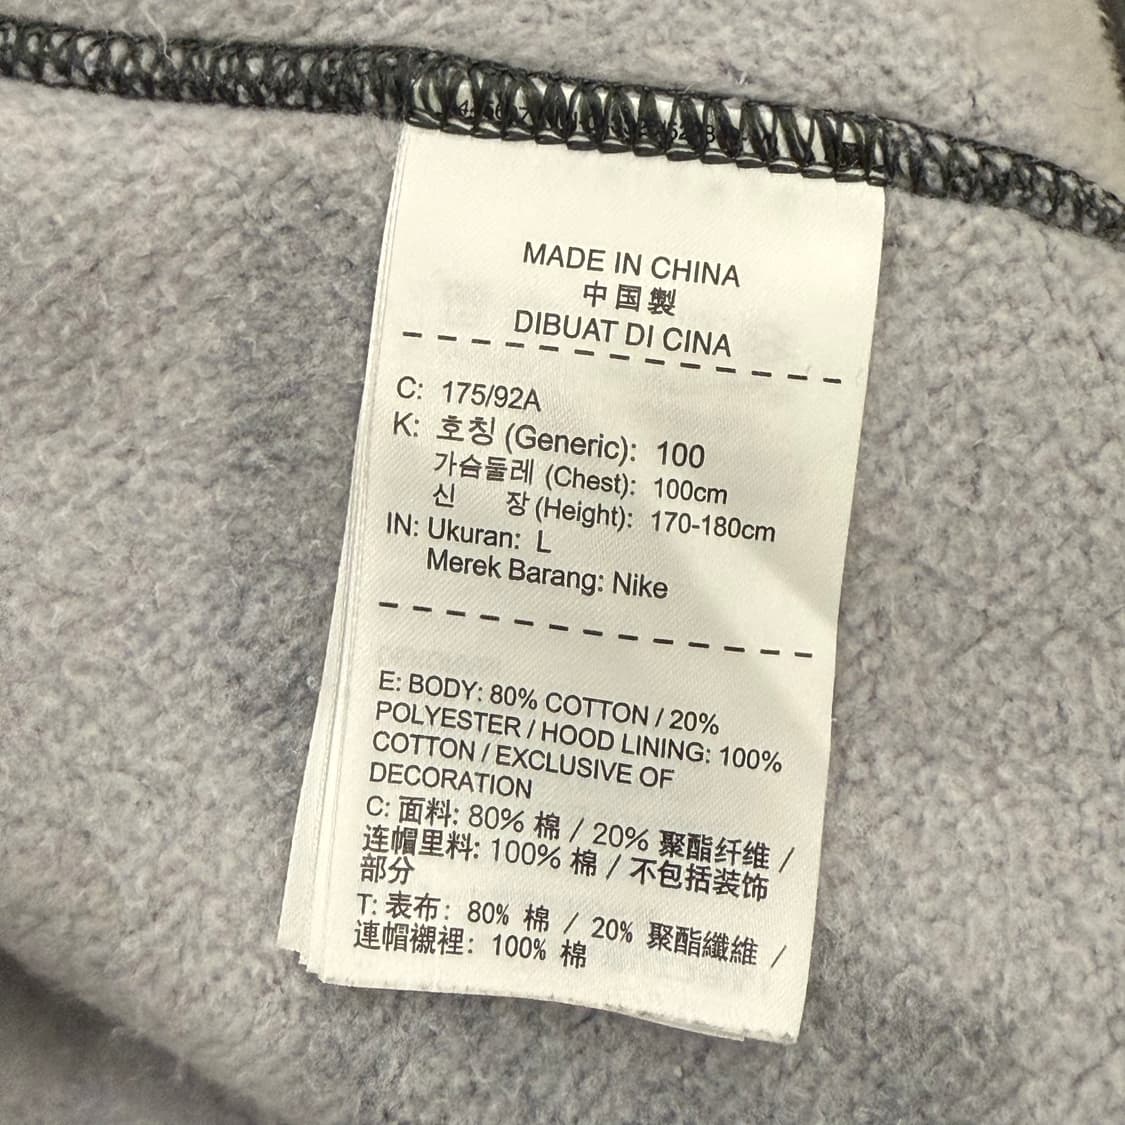 MADE IN CHINA
中国製
DIBUAT DI CINA
C: 175/92A
K: 호칭 (Generic): 100
가슴둘레 (Chest): 100cm
신 장 (Height): 170-180cm
IN: Ukuran: L
Merek Barang: Nike
E: BODY: 80% COTTON / 20%
POLYESTER / HOOD LINING: 100%
COTTON / EXCLUSIVE OF
DECORATION
C: 面料: 80% 棉 / 20% 聚酯纤维 /
连帽里料: 100% 棉 / 不包括装饰
部分
T: 表布: 80% 棉 / 20% 聚酯纖維 /
連帽襯裡: 100% 棉